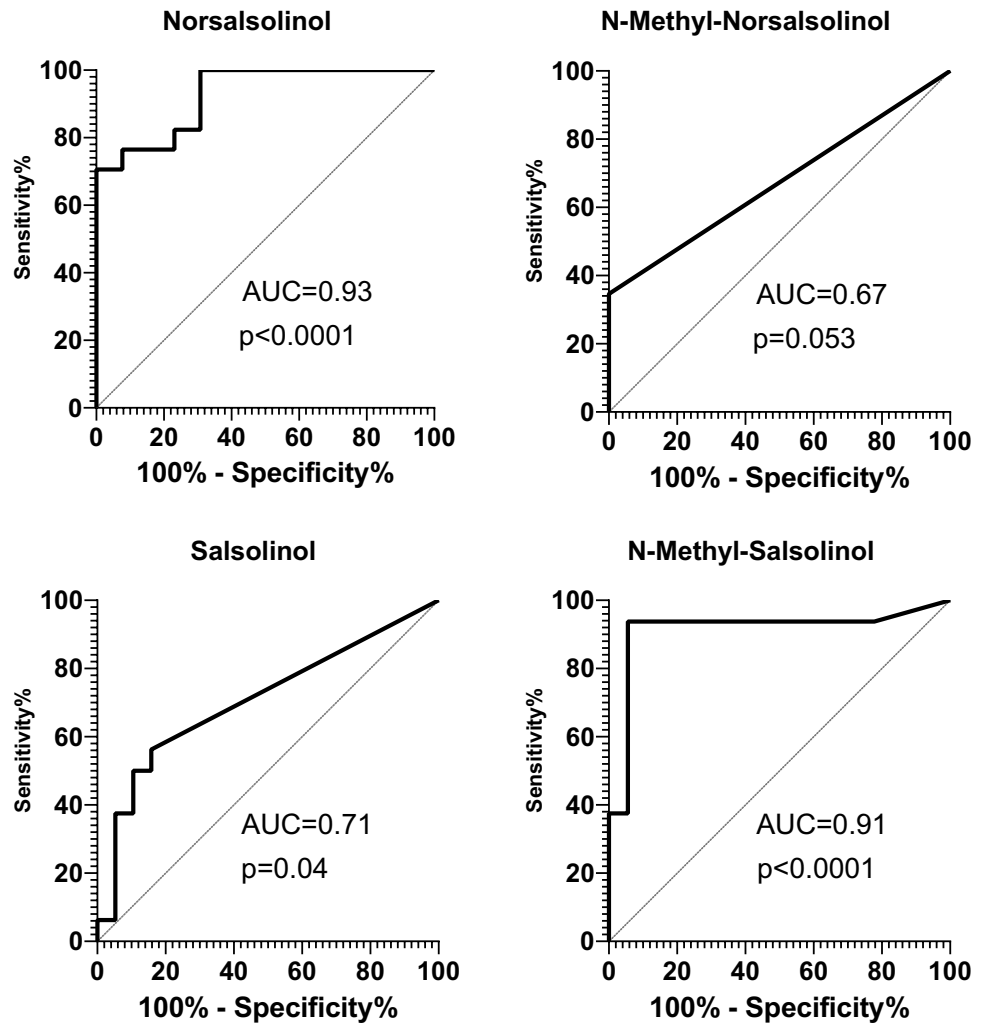 Norsalsolinol
100
80
60
40
20
0
Sensitivity%
AUC=0.93
p<0.0001
0 20 40 60 80 100
100% - Specificity%
N-Methyl-Norsalsolinol
100
80
60
40
20
0
Sensitivity%
AUC=0.67
p=0.053
0 20 40 60 80 100
100% - Specificity%
Salsolinol
100
80
60
40
20
0
Sensitivity%
AUC=0.71
p=0.04
0 20 40 60 80 100
100% - Specificity%
N-Methyl-Salsolinol
100
80
60
40
20
0
Sensitivity%
AUC=0.91
p<0.0001
0 20 40 60 80 100
100% - Specificity%